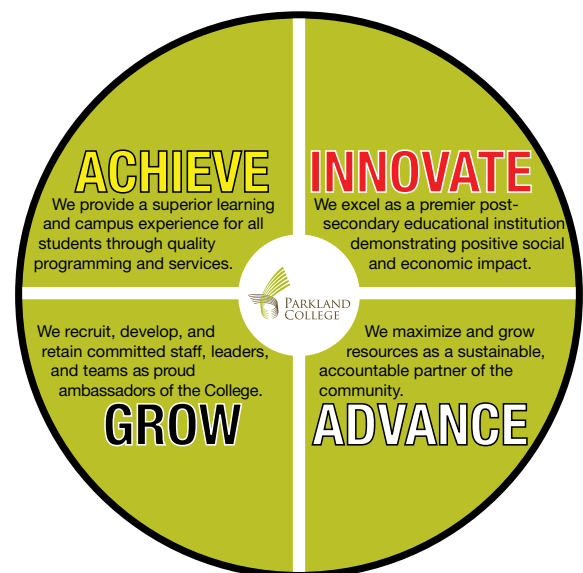 ACHIEVE
We provide a superior learning
and campus experience for all
students through quality
programming and services.
INNOVATE
We excel as a premier post-
secondary educational institution
demonstrating positive social
and economic impact.
PARKLAND
COLLEGE
We recruit, develop, and
retain committed staff, leaders,
and teams as proud
ambassadors of the College.
GROW
We maximize and grow
resources as a sustainable,
accountable partner of the
community.
ADVANCE